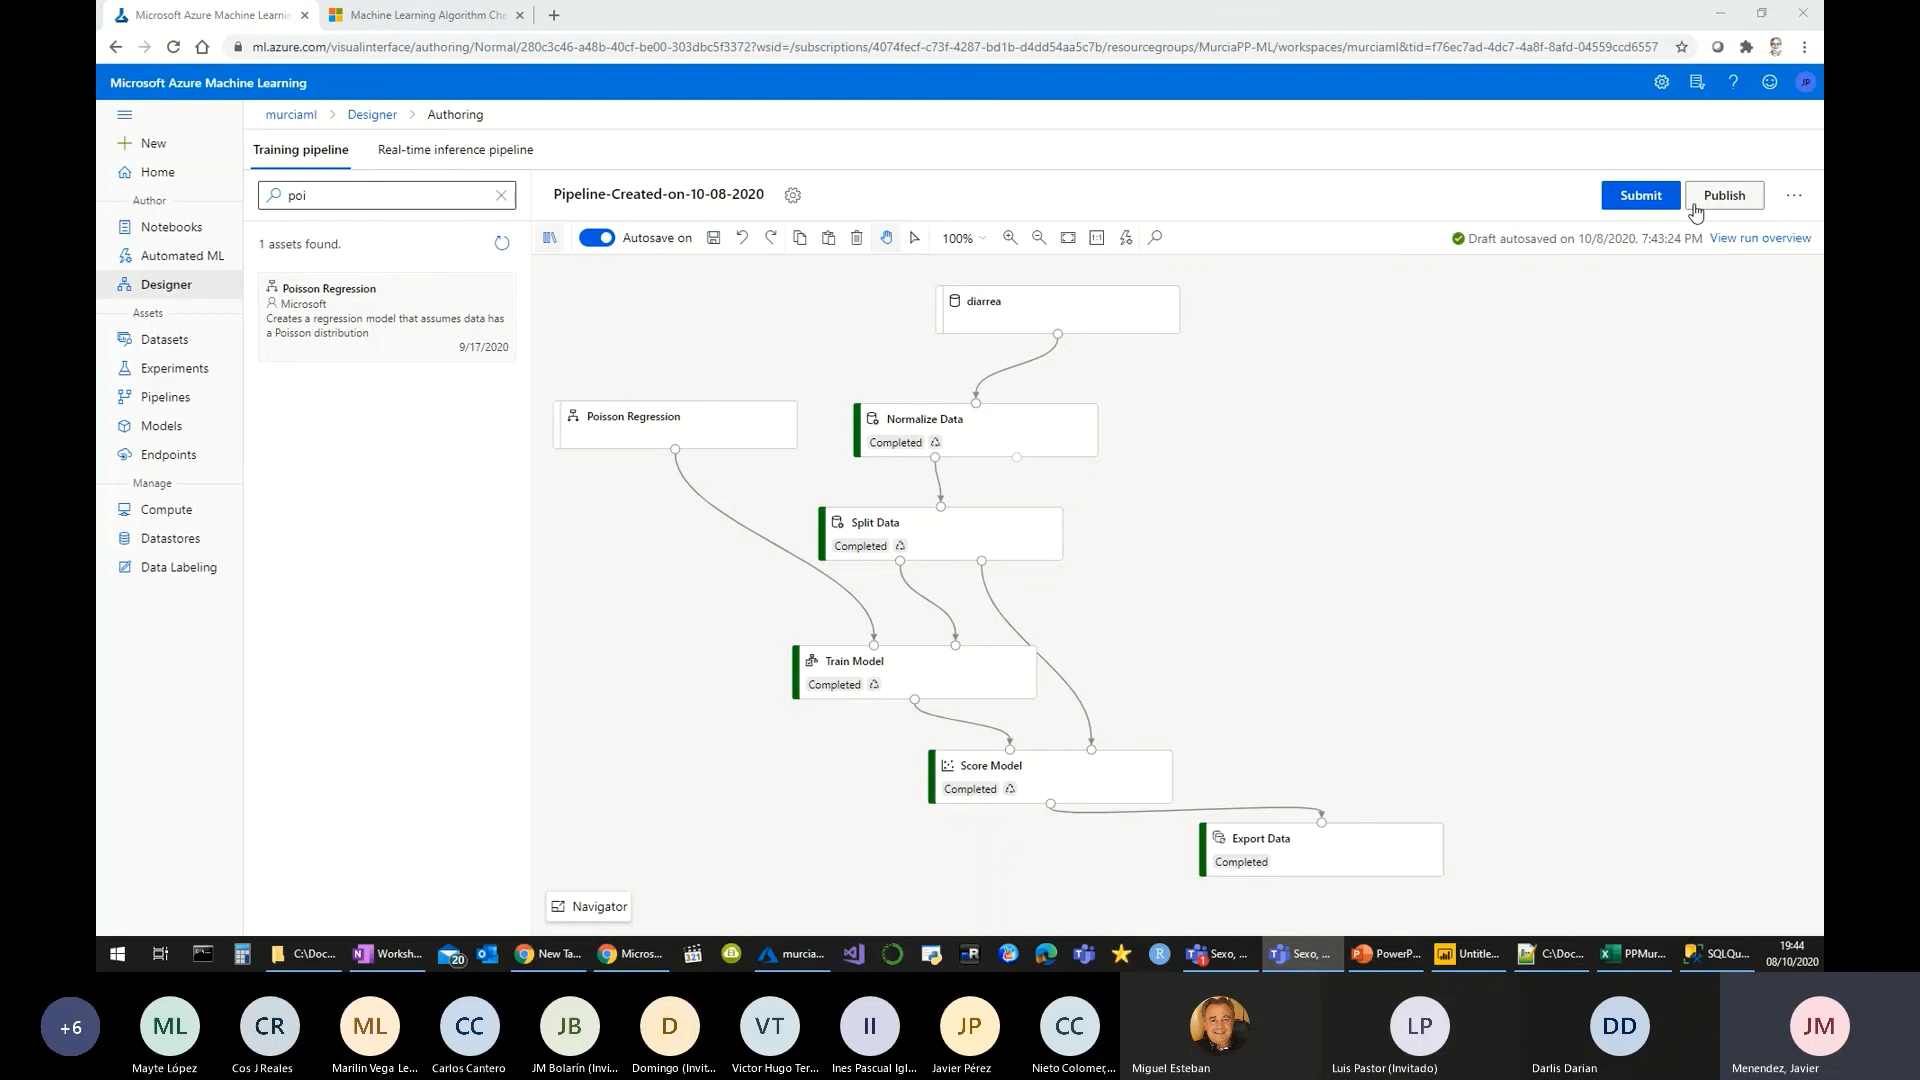 Microsoft Azure Machine Learnin
Machine Learning Algorithm Che
ml.azure.com/visualinterface/authoring/Normal/280c3c46-a48b-40cf-be00-303dbc5f3372?wsid=/subscriptions/4074fecf-c73f-4287-bd1b-d4dd54aa5c7b/resourcegroups/MurciaPP-ML/workspaces/murciaml&tid=f76ec7ad-4dc7-4a8f-8afd-04559ccd6557
Microsoft Azure Machine Learning
JP
murciaml > Designer > Authoring
Training pipeline
Real-time inference pipeline
New
Home
Author
Notebooks
Automated ML
Designer
Assets
Datasets
Experiments
Pipelines
Models
Endpoints
Manage
Compute
Datastores
Data Labeling
poi
1 assets found.
Poisson Regression
Microsoft
Creates a regression model that assumes data has
a Poisson distribution
9/17/2020
Pipeline-Created-on-10-08-2020
Submit
Publish
Autosave on
100%
1:1
Draft autosaved on 10/8/2020, 7:43:24 PM
View run overview
diarrea
Poisson Regression
Normalize Data
Completed
Split Data
Completed
Train Model
Completed
Score Model
Completed
Export Data
Completed
Navigator
C:\Doc...
Worksh...
20
New Ta...
Micros...
321
murcia...
R
R
1
Sexo, ...
Sexo, ...
PowerP...
Untitle...
C:\Doc...
PPMur...
SQLQu...
19:44
08/10/2020
+6
ML
CR
ML
CC
JB
D
VT
II
JP
CC
LP
DD
JM
Mayte López
Cos J Reales
Marilin Vega Le...
Carlos Cantero
JM Bolarín (Invi...
Domingo (Invit...
Victor Hugo Ter...
Ines Pascual Igl...
Javier Pérez
Nieto Colomer,...
Miguel Esteban
Luis Pastor (Invitado)
Darlis Darian
Menendez, Javier